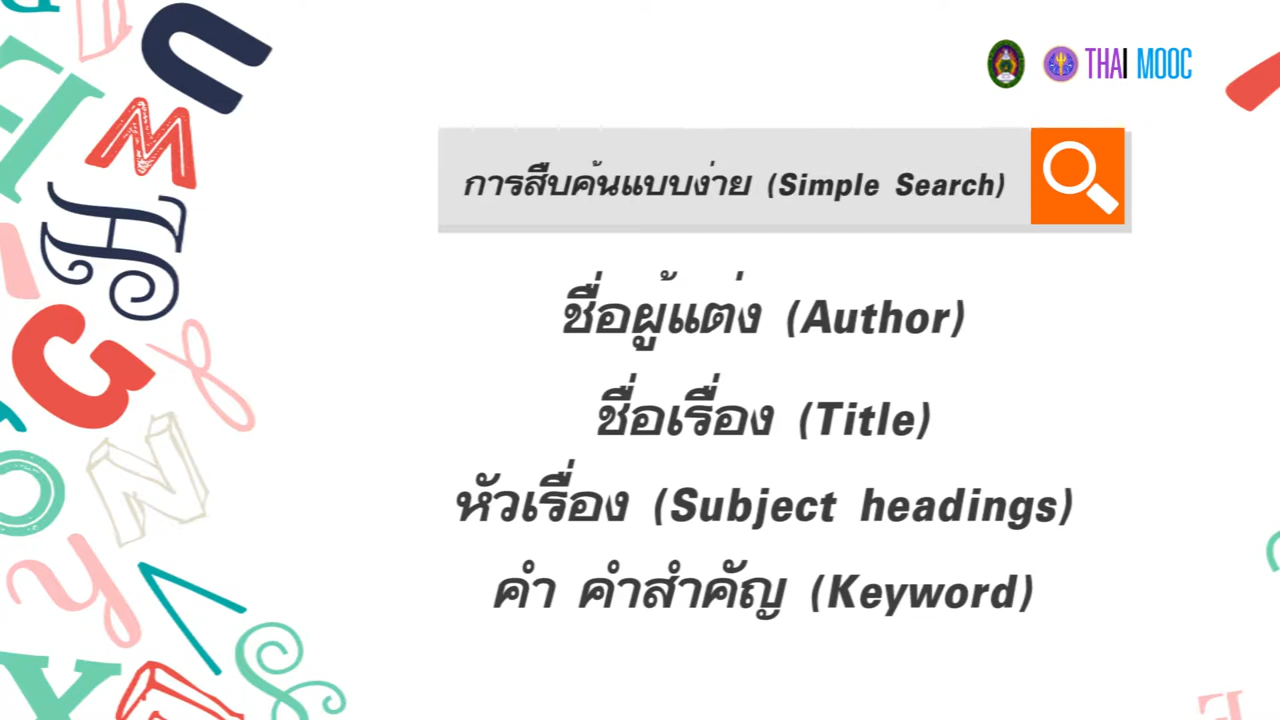 THAI MOOC
การสืบค้นแบบง่าย (Simple Search)
ชื่อผู้แต่ง (Author)
ชื่อเรื่อง (Title)
หัวเรื่อง (Subject headings)
คำ คำสำคัญ (Keyword)